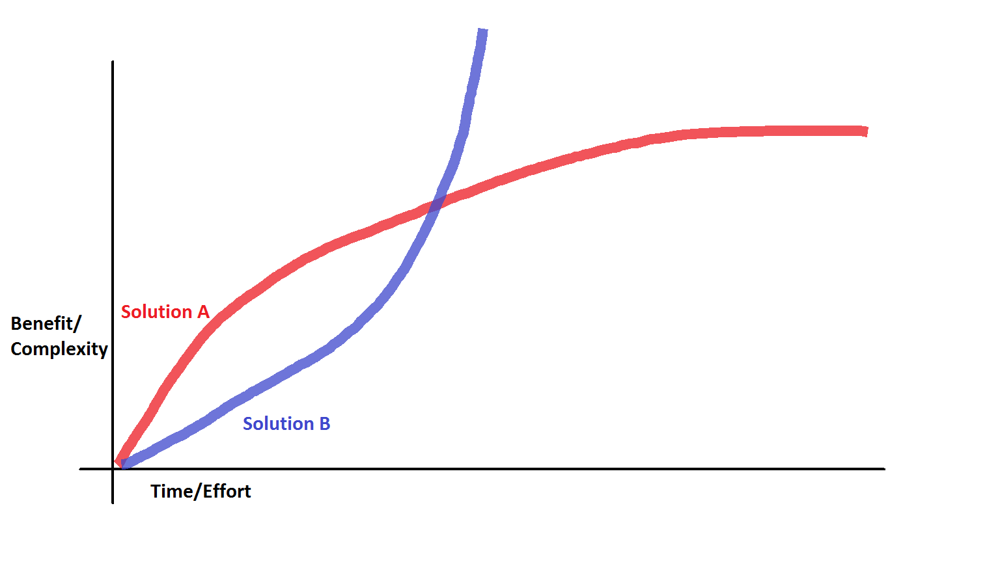 Solution A
Benefit/
Complexity
Solution B
Time/Effort